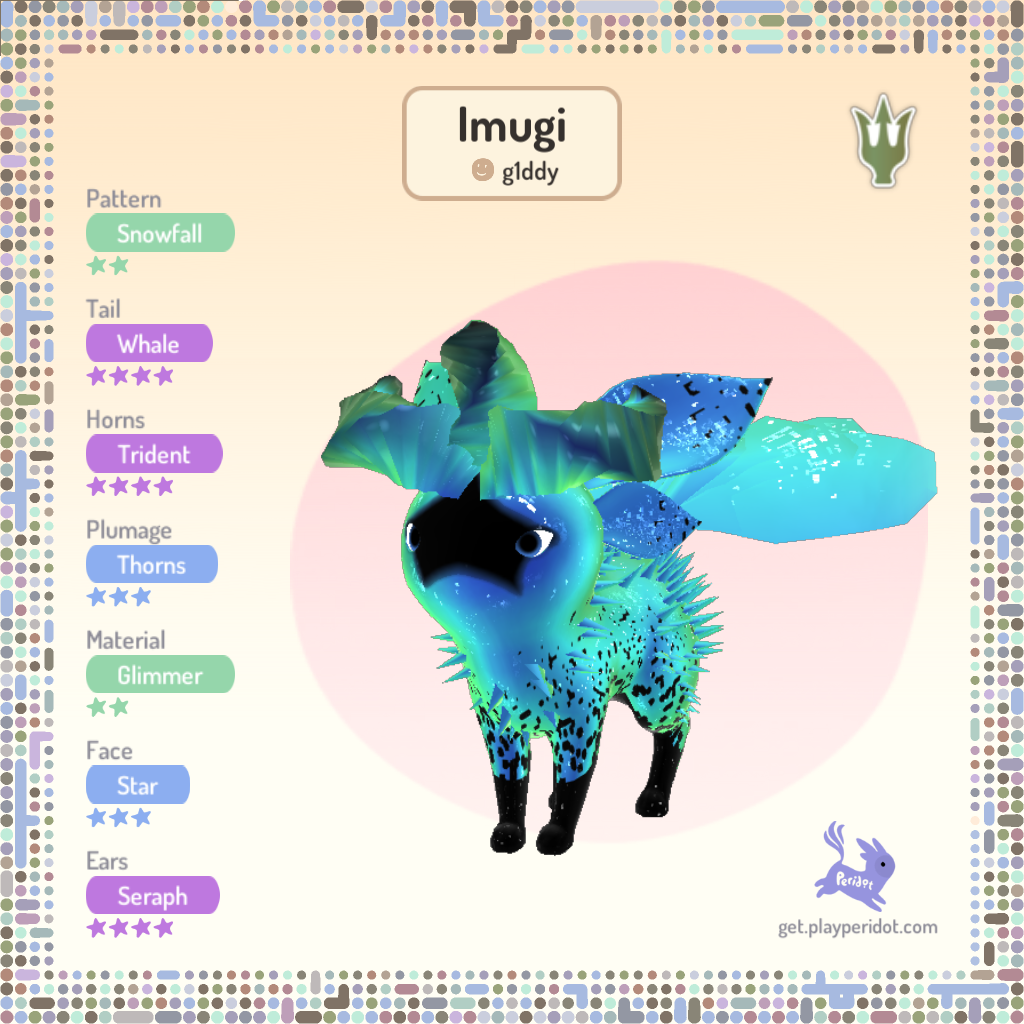 Imugi
g1ddy
Pattern
Snowfall
Tail
Whale
Horns
Trident
Plumage
Thorns
Material
Glimmer
Face
Star
Ears
Seraph
Peridot
get.playperidot.com